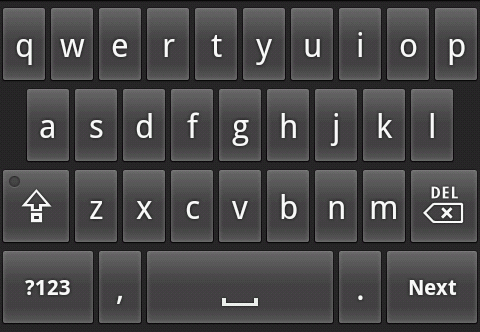 q w e r t y u i o p
a s d f g h j k l
z x c v b n m DEL
?123 , . Next